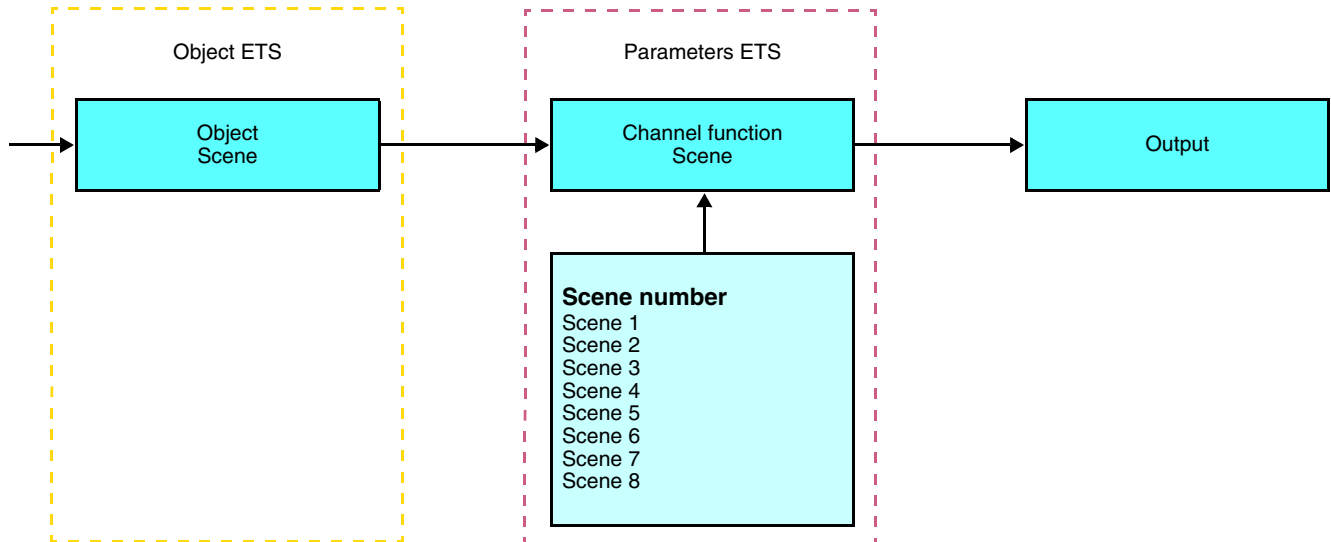 Object ETS
Parameters ETS
Object
Scene
Channel function
Scene
Output
Scene number
Scene 1
Scene 2
Scene 3
Scene 4
Scene 5
Scene 6
Scene 7
Scene 8